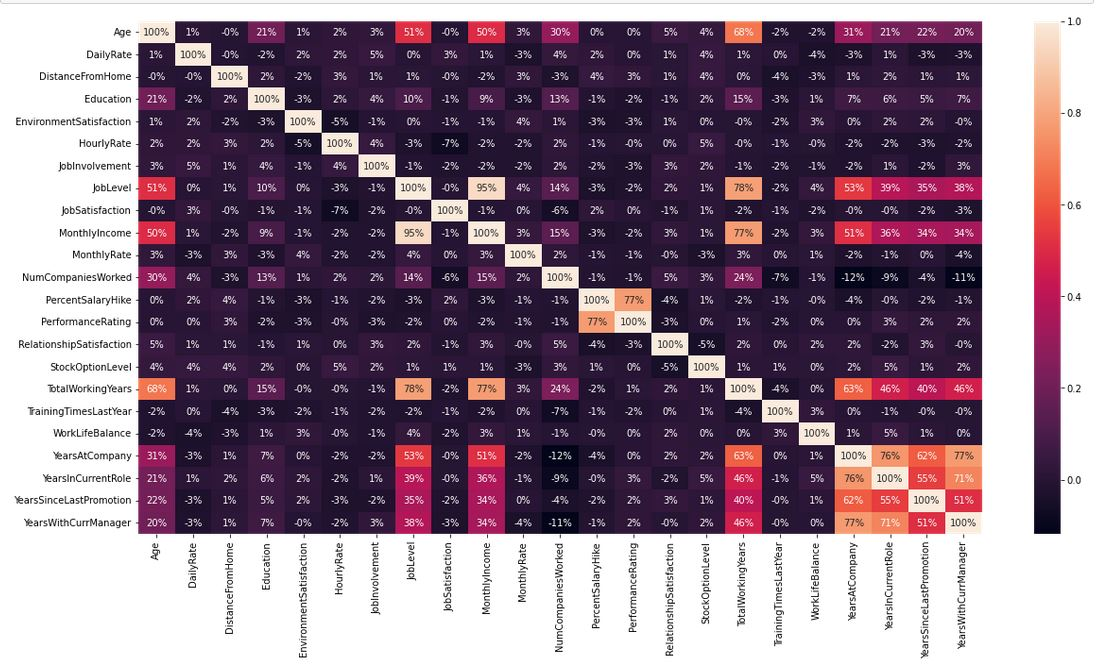 Age 100% 1% -0% 21% 1% 2% 3% 51% -0% 50% 3% 30% 0% 0% 5% 4% 68% -2% -2% 31% 21% 22% 20%
DailyRate 1% 100% -0% -2% 2% 2% 5% 0% 3% 1% -3% 4% 2% 0% 1% 4% 1% 0% -4% -3% 1% -3% -3%
DistanceFromHome -0% -0% 100% 2% -2% 3% 1% 1% -0% -2% 3% -3% 4% 3% 1% 4% 0% -4% -3% 1% 2% 1% 1%
Education 21% -2% 2% 100% -3% 2% 4% 10% -1% 9% -3% 13% -1% -2% -1% 2% 15% -3% 1% 7% 6% 5% 7%
EnvironmentSatisfaction 1% 2% -2% -3% 100% -5% -1% 0% -1% -1% 4% 1% -3% -3% 1% 0% -0% -2% 3% 0% 2% 2% -0%
HourlyRate 2% 2% 3% 2% -5% 100% 4% -3% -7% -2% -2% 2% -1% -0% 0% 5% -0% -1% -0% -2% -2% -3% -2%
JobInvolvement 3% 5% 1% 4% -1% 4% 100% -1% -2% -2% -2% 2% -2% -3% 3% 2% -1% -2% -1% -2% 1% -2% 3%
JobLevel 51% 0% 1% 10% 0% -3% -1% 100% -0% 95% 4% 14% -3% -2% 2% 1% 78% -2% 4% 53% 39% 35% 38%
JobSatisfaction -0% 3% -0% -1% -1% -7% -2% -0% 100% -1% 0% -6% 2% 0% -1% 1% -2% -1% -2% -0% -0% -2% -3%
MonthlyIncome 50% 1% -2% 9% -1% -2% -2% 95% -1% 100% 3% 15% -3% -2% 3% 1% 77% -2% 3% 51% 36% 34% 34%
MonthlyRate 3% -3% 3% -3% 4% -2% -2% 4% 0% 3% 100% 2% -1% -1% -0% -3% 3% 0% 1% -2% -1% 0% -4%
NumCompaniesWorked 30% 4% -3% 13% 1% 2% 2% 14% -6% 15% 2% 100% -1% -1% 5% 3% 24% -7% -1% -12% -9% -4% -11%
PercentSalaryHike 0% 2% 4% -1% -3% -1% -2% -3% 2% -3% -1% -1% 100% 77% -4% 1% -2% -1% -0% -4% -0% -2% -1%
PerformanceRating 0% 0% 3% -2% -3% -0% -3% -2% 0% -2% -1% -1% 77% 100% -3% 0% 1% -2% 0% 0% 3% 2% 2%
RelationshipSatisfaction 5% 1% 1% -1% 1% 0% 3% 2% -1% 3% -0% 5% -4% -3% 100% -5% 2% 0% 2% 2% -2% 3% -0%
StockOptionLevel 4% 4% 4% 2% 0% 5% 2% 1% 1% 1% -3% 3% 1% 0% -5% 100% 1% 1% 0% 2% 5% 1% 2%
TotalWorkingYears 68% 1% 0% 15% -0% -0% -1% 78% -2% 77% 3% 24% -2% 1% 2% 1% 100% -4% 0% 63% 46% 40% 46%
TrainingTimesLastYear -2% 0% -4% -3% -2% -1% -2% -2% -1% -2% 0% -7% -1% -2% 0% 1% -4% 100% 3% 0% -1% -0% -0%
WorkLifeBalance -2% -4% -3% 1% 3% -0% -1% 4% -2% 3% 1% -1% -0% 0% 2% 0% 0% 3% 100% 1% 5% 1% 0%
YearsAtCompany 31% -3% 1% 7% 0% -2% -2% 53% -0% 51% -2% -12% -4% 0% 2% 2% 63% 0% 1% 100% 76% 62% 77%
YearsInCurrentRole 21% 1% 2% 6% 2% -2% 1% 39% -0% 36% -1% -9% -0% 3% -2% 5% 46% -1% 5% 76% 100% 55% 71%
YearsSinceLastPromotion 22% -3% 1% 5% 2% -3% -2% 35% -2% 34% 0% -4% -2% 2% 3% 1% 40% -0% 1% 62% 55% 100% 51%
YearsWithCurrManager 20% -3% 1% 7% -0% -2% 3% 38% -3% 34% -4% -11% -1% 2% -0% 2% 46% -0% 0% 77% 71% 51% 100%
Age
DailyRate
DistanceFromHome
Education
EnvironmentSatisfaction
HourlyRate
JobInvolvement
JobLevel
JobSatisfaction
MonthlyIncome
MonthlyRate
NumCompaniesWorked
PercentSalaryHike
PerformanceRating
RelationshipSatisfaction
StockOptionLevel
TotalWorkingYears
TrainingTimesLastYear
WorkLifeBalance
YearsAtCompany
YearsInCurrentRole
YearsSinceLastPromotion
YearsWithCurrManager
1.0
0.8
0.6
0.4
0.2
0.0